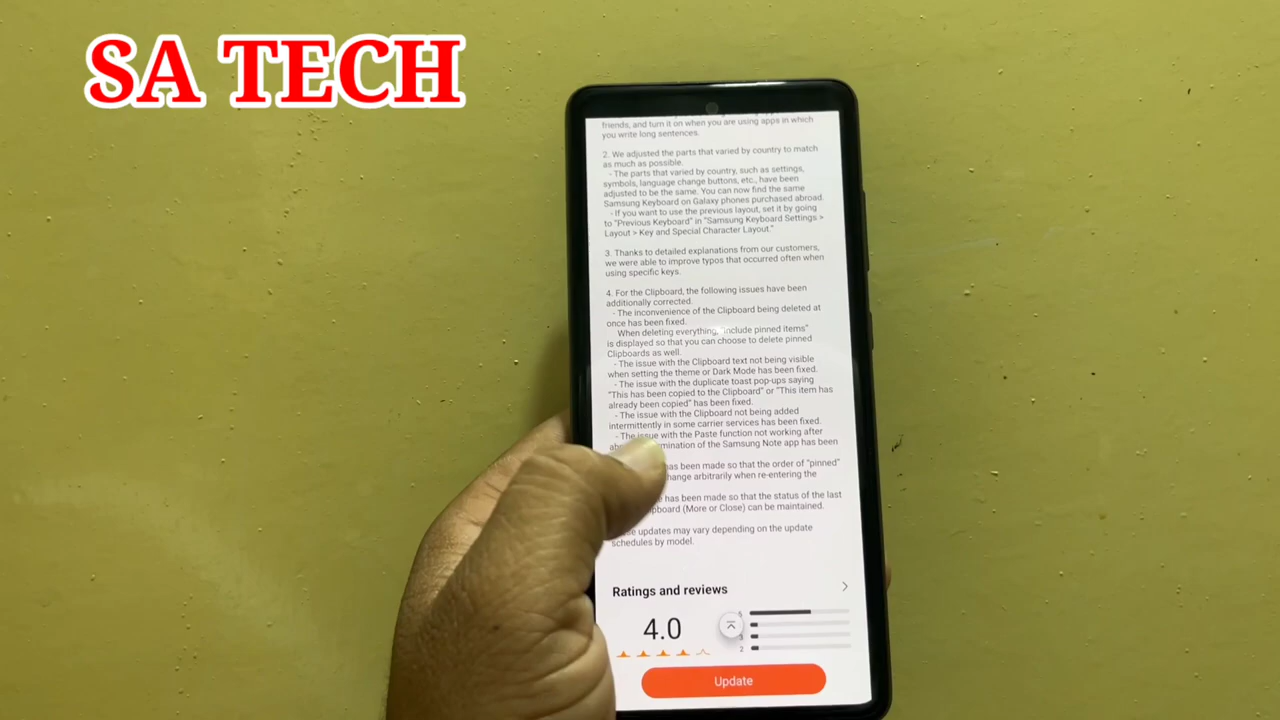 SA TECH
friends, and turn it on when you are using apps in which
you write long sentences.
2. We adjusted the parts that varied by country to match
as much as possible.
- The parts that varied by country, such as settings,
symbols, language change buttons, etc., have been
adjusted to be the same. You can now find the same
Samsung Keyboard on Galaxy phones purchased abroad.
- If you want to use the previous layout, set it by going
to "Previous Keyboard" in "Samsung Keyboard Settings >
Layout > Key and Special Character Layout."
3. Thanks to detailed explanations from our customers,
we were able to improve typos that occurred often when
using specific keys.
4. For the Clipboard, the following issues have been
additionally corrected.
- The inconvenience of the Clipboard being deleted at
once has been fixed.
When deleting everything, "include pinned items"
is displayed so that you can choose to delete pinned
Clipboards as well.
- The issue with the Clipboard text not being visible
when setting the theme or Dark Mode has been fixed.
- The issue with the duplicate toast pop-ups saying
"This has been copied to the Clipboard" or "This item has
already been copied" has been fixed.
- The issue with the Clipboard not being added
intermittently in some carrier services has been fixed.
- The issue with the Paste function not working after
of the Samsung Note app has been
has been made so that the order of "pinned"
change arbitrarily when re-entering the
has been made so that the status of the last
(More or Close) can be maintained.
updates may vary depending on the update
schedules by model.
Ratings and reviews
4.0
5
3
2
Update